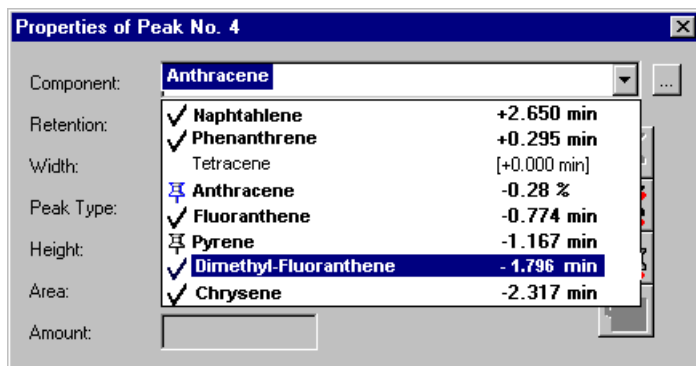 Properties of Peak No. 4
Component: Anthracene ...
Retention: Naphtahlene +2.650 min
Phenanthrene +0.295 min
Width: Tetracene [+0.000 min]
Anthracene -0.28 %
Peak Type: Fluoranthene -0.774 min
Height: Pyrene -1.167 min
Dimethyl-Fluoranthene - 1.796 min
Area: Chrysene -2.317 min
Amount: